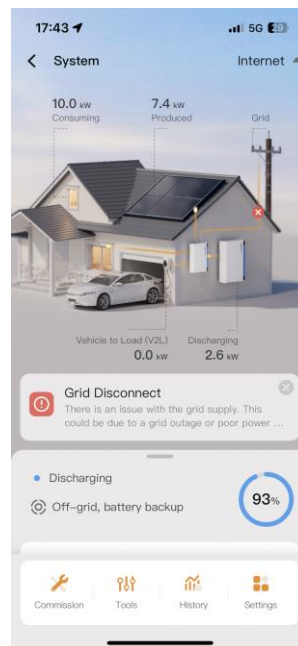 17:43
5G 29
System
Internet
10.0 kW
Consuming
7.4 kW
Produced
Grid
Vehicle to Load (V2L)
0.0 kW
Discharging
2.6 kW
Grid Disconnect
There is an issue with the grid supply. This
could be due to a grid outage or poor power ...
Discharging
Off-grid, battery backup
93%
Commission
Tools
History
Settings